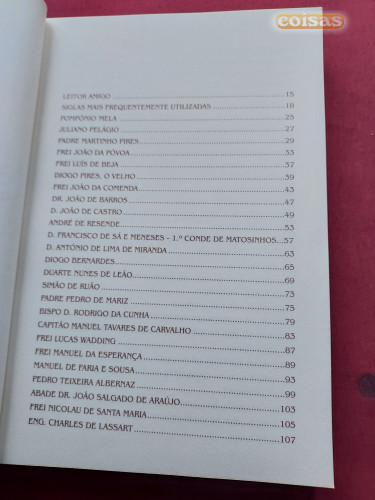 coisas
LEITOR AMIGO 15
SIGLAS MAIS FREQUENTEMENTE UTILIZADAS 18
POMPÓNIO MELA 25
JULIANO PELÁGIO 27
PADRE MARTINHO PIRES 29
FREI JOÃO DA PÓVOA 33
FREI LUÍS DE BEJA 37
DIOGO PIRES, O VELHO 39
FREI JOÃO DA COMENDA 43
DR. JOÃO DE BARROS 47
D. JOÃO DE CASTRO 49
ANDRÉ DE RESENDE 53
D. FRANCISCO DE SÁ E MENESES - 1.º CONDE DE MATOSINHOS 57
D. ANTÓNIO DE LIMA DE MIRANDA 63
DIOGO BERNARDES 65
DUARTE NUNES DE LEÃO 69
SIMÃO DE RUÃO 73
PADRE PEDRO DE MARIZ 75
BISPO D. RODRIGO DA CUNHA 79
CAPITÃO MANUEL TAVARES DE CARVALHO 83
FREI LUCAS WADDING 87
FREI MANUEL DA ESPERANÇA 89
MANUEL DE FARIA E SOUSA 93
PEDRO TEIXEIRA ALBERNAZ 99
ABADE DR. JOÃO SALGADO DE ARAÚJO 103
FREI NICOLAU DE SANTA MARIA 105
ENG. CHARLES DE LASSART 107